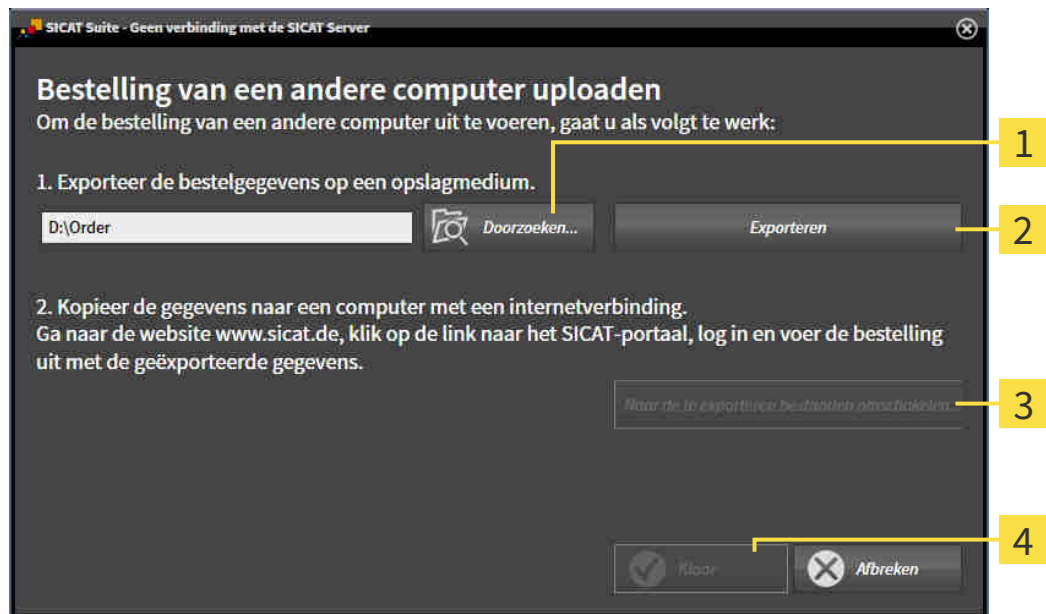 SICAT Suite - Geen verbinding met de SICAT Server
Bestelling van een andere computer uploaden
Om de bestelling van een andere computer uit te voeren, gaat u als volgt te werk:
1
1. Exporteer de bestelgegevens op een opslagmedium.
D:\Order
Doorzoeken...
Exporteren
2
2. Kopieer de gegevens naar een computer met een internetverbinding.
Ga naar de website www.sicat.de, klik op de link naar het SICAT-portaal, log in en voer de bestelling
uit met de geëxporteerde gegevens.
Naar de te exporteren bestanden omschakelen...
3
4
Klaar
Afbreken